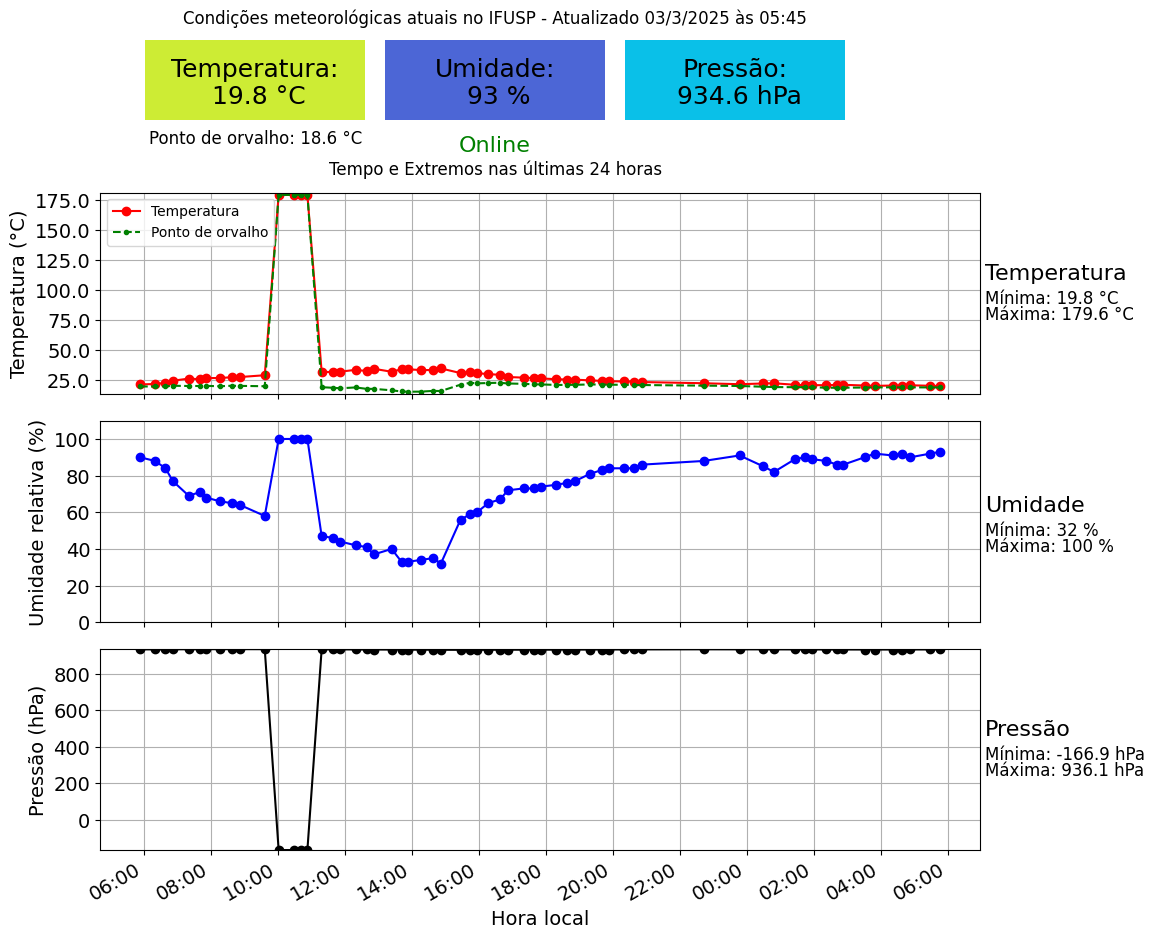 Condições meteorológicas atuais no IFUSP - Atualizado 03/3/2025 às 05:45
Temperatura:
19.8 °C
Umidade:
93 %
Pressão:
934.6 hPa
Ponto de orvalho: 18.6 °C
Online
Tempo e Extremos nas últimas 24 horas
Temperatura (°C)
175.0
150.0
125.0
100.0
75.0
50.0
25.0
Temperatura
Ponto de orvalho
Temperatura
Mínima: 19.8 °C
Máxima: 179.6 °C
Umidade relativa (%)
100
80
60
40
20
0
Umidade
Mínima: 32 %
Máxima: 100 %
Pressão (hPa)
800
600
400
200
0
Pressão
Mínima: -166.9 hPa
Máxima: 936.1 hPa
06:00 08:00 10:00 12:00 14:00 16:00 18:00 20:00 22:00 00:00 02:00 04:00 06:00
Hora local